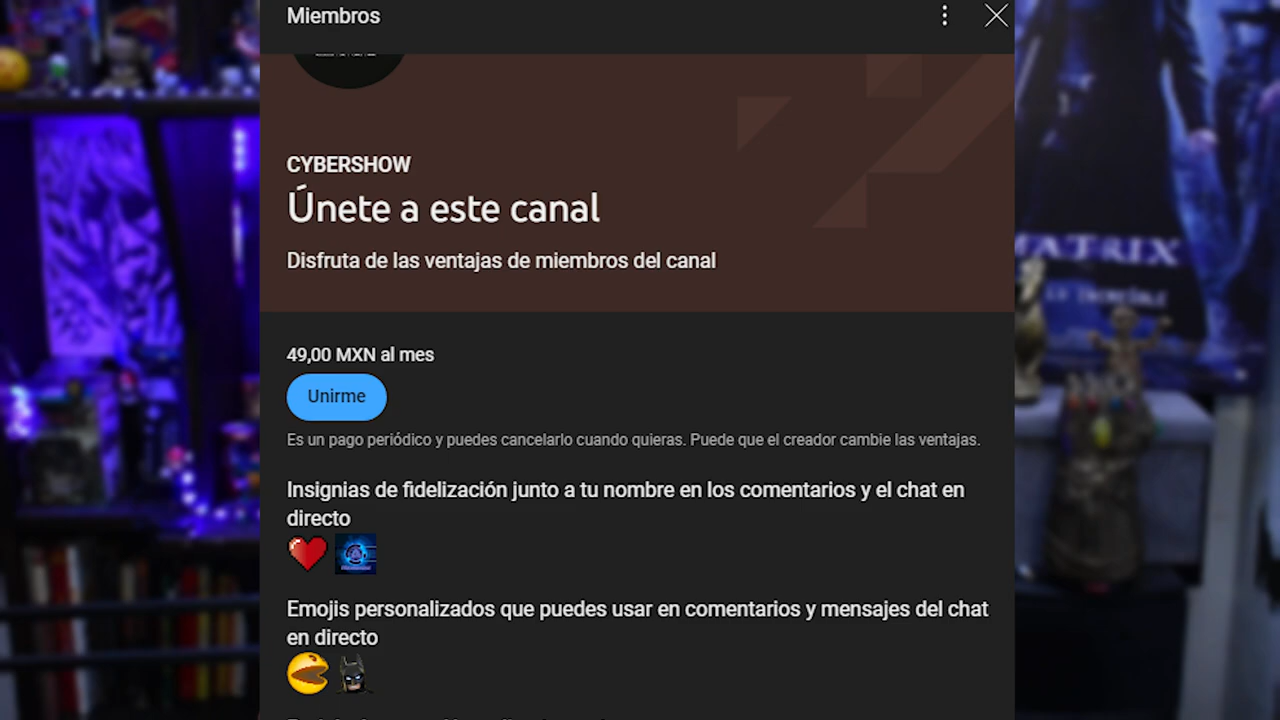 Miembros
CYBERSHOW
Únete a este canal
Disfruta de las ventajas de miembros del canal
49,00 MXN al mes
Unirme
Es un pago periódico y puedes cancelarlo cuando quieras. Puede que el creador cambie las ventajas.
Insignias de fidelización junto a tu nombre en los comentarios y el chat en
directo
Emojis personalizados que puedes usar en comentarios y mensajes del chat
en directo
MATRIX